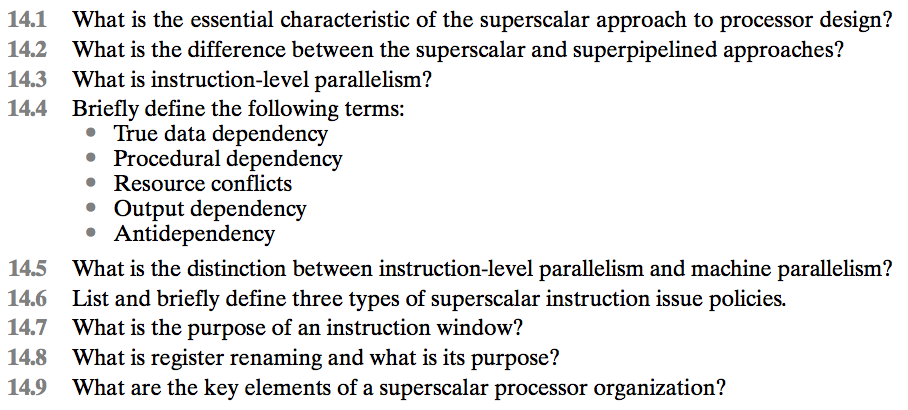 14.1 What is the essential characteristic of the superscalar approach to processor design?
14.2 What is the difference between the superscalar and superpipelined approaches?
14.3 What is instruction-level parallelism?
14.4 Briefly define the following terms:
• True data dependency
• Procedural dependency
• Resource conflicts
• Output dependency
• Antidependency
14.5 What is the distinction between instruction-level parallelism and machine parallelism?
14.6 List and briefly define three types of superscalar instruction issue policies.
14.7 What is the purpose of an instruction window?
14.8 What is register renaming and what is its purpose?
14.9 What are the key elements of a superscalar processor organization?